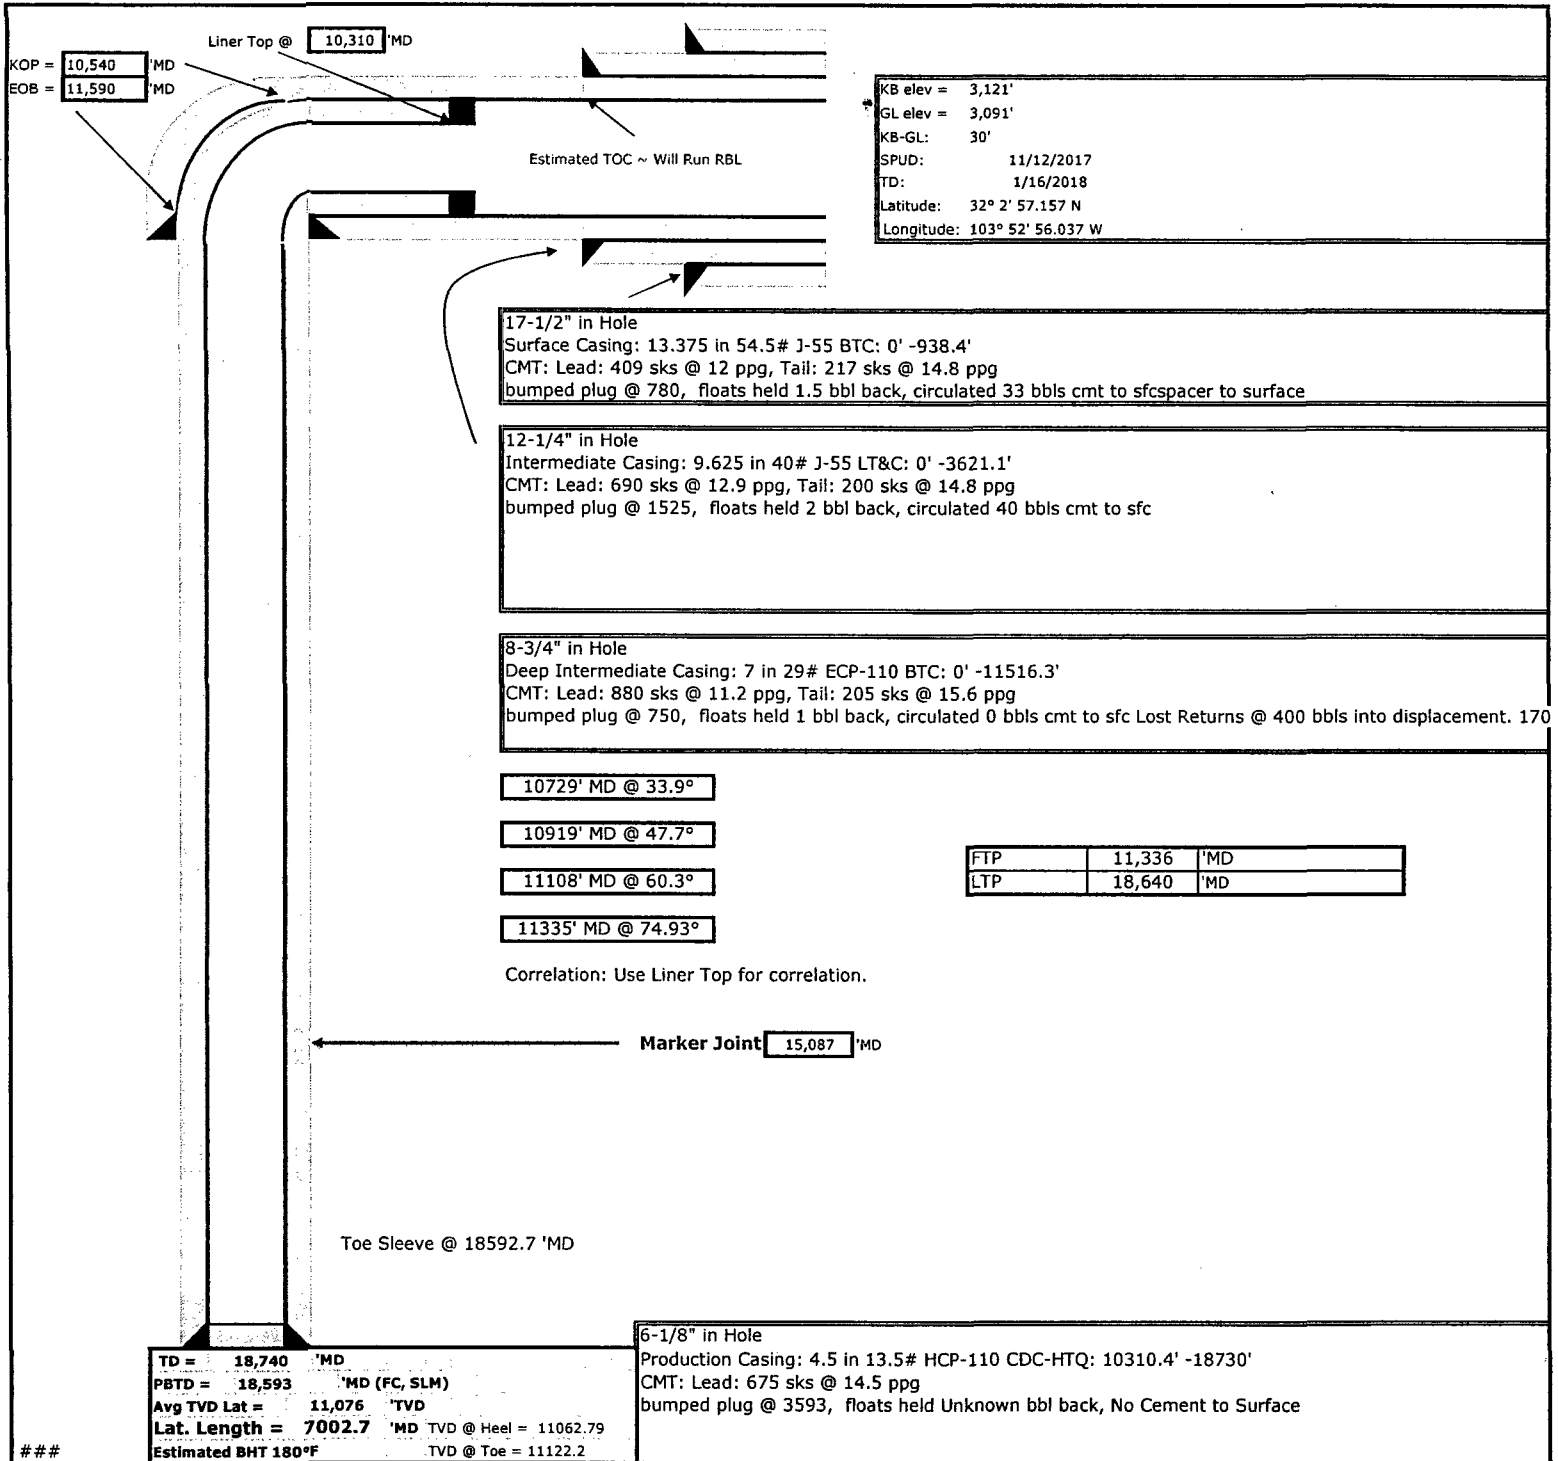 Liner Top @ 10,310 'MD
KOP = 10,540 'MD
EOB = 11,590 'MD
KB elev = 3,121'
GL elev = 3,091'
KB-GL: 30'
SPUD: 11/12/2017
TD: 1/16/2018
Latitude: 32° 2' 57.157 N
Longitude: 103° 52' 56.037 W
Estimated TOC ~ Will Run RBL
17-1/2" in Hole
Surface Casing: 13.375 in 54.5# J-55 BTC: 0' -938.4'
CMT: Lead: 409 sks @ 12 ppg, Tail: 217 sks @ 14.8 ppg
bumped plug @ 780, floats held 1.5 bbl back, circulated 33 bbls cmt to sfcspacer to surface
12-1/4" in Hole
Intermediate Casing: 9.625 in 40# J-55 LT&C: 0' -3621.1'
CMT: Lead: 690 sks @ 12.9 ppg, Tail: 200 sks @ 14.8 ppg
bumped plug @ 1525, floats held 2 bbl back, circulated 40 bbls cmt to sfc
8-3/4" in Hole
Deep Intermediate Casing: 7 in 29# ECP-110 BTC: 0' -11516.3'
CMT: Lead: 880 sks @ 11.2 ppg, Tail: 205 sks @ 15.6 ppg
bumped plug @ 750, floats held 1 bbl back, circulated 0 bbls cmt to sfc Lost Returns @ 400 bbls into displacement. 170
10729' MD @ 33.9°
10919' MD @ 47.7°
11108' MD @ 60.3°
11335' MD @ 74.93°
FTP 11,336 'MD
LTP 18,640 'MD
Correlation: Use Liner Top for correlation.
Marker Joint 15,087 'MD
Toe Sleeve @ 18592.7 'MD
6-1/8" in Hole
Production Casing: 4.5 in 13.5# HCP-110 CDC-HTQ: 10310.4' -18730'
CMT: Lead: 675 sks @ 14.5 ppg
bumped plug @ 3593, floats held Unknown bbl back, No Cement to Surface
TD = 18,740 'MD
PBTD = 18,593 'MD (FC, SLM)
Avg TVD Lat = 11,076 'TVD
Lat. Length = 7002.7 'MD TVD @ Heel = 11062.79
Estimated BHT 180°F TVD @ Toe = 11122.2
###